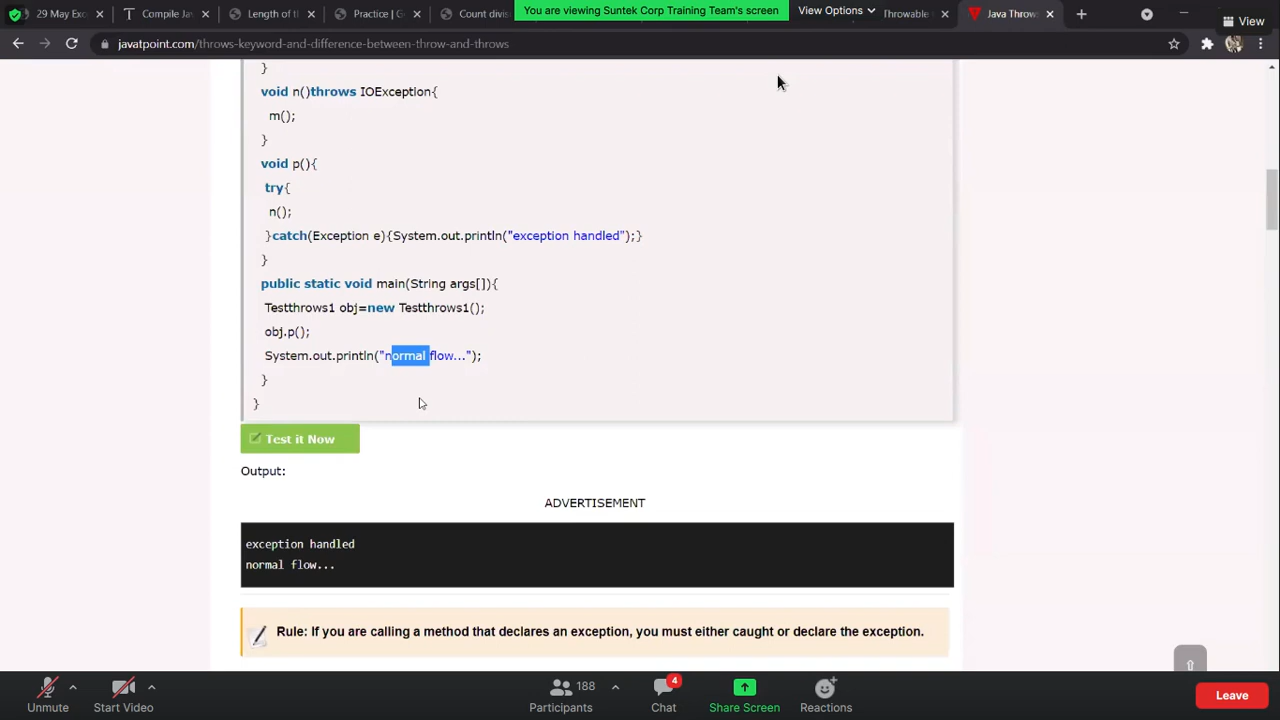 29 May Exc
Compile Jav
Length of th
Practice | G
Count divis
You are viewing Suntek Corp Training Team's screen
View Options
Throwable c
Java Throws
View
javatpoint.com/throws-keyword-and-difference-between-throw-and-throws
}
void n()throws IOException{
m();
}
void p(){
try{
n();
}catch(Exception e){System.out.println("exception handled");}
}
public static void main(String args[]){
Testthrows1 obj=new Testthrows1();
obj.p();
System.out.println("normal flow...");
}
}
Test it Now
Output:
ADVERTISEMENT
exception handled
normal flow...
Rule: If you are calling a method that declares an exception, you must either caught or declare the exception.
188
4
Unmute
Start Video
Participants
Chat
Share Screen
Reactions
Leave